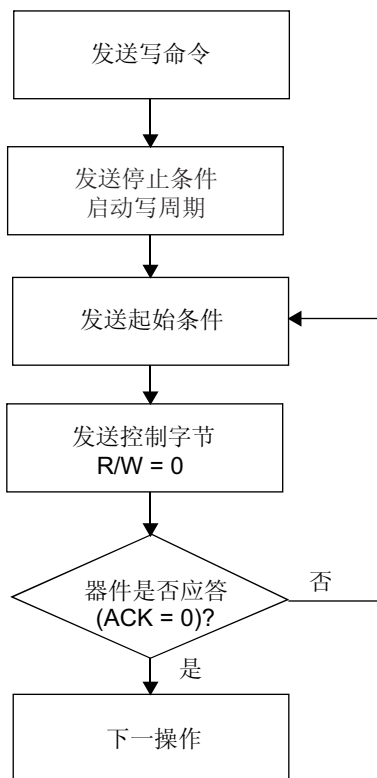 发送写命令
发送停止条件
启动写周期
发送起始条件
发送控制字节
R/W = 0
器件是否应答
(ACK = 0)?
否
是
下一操作